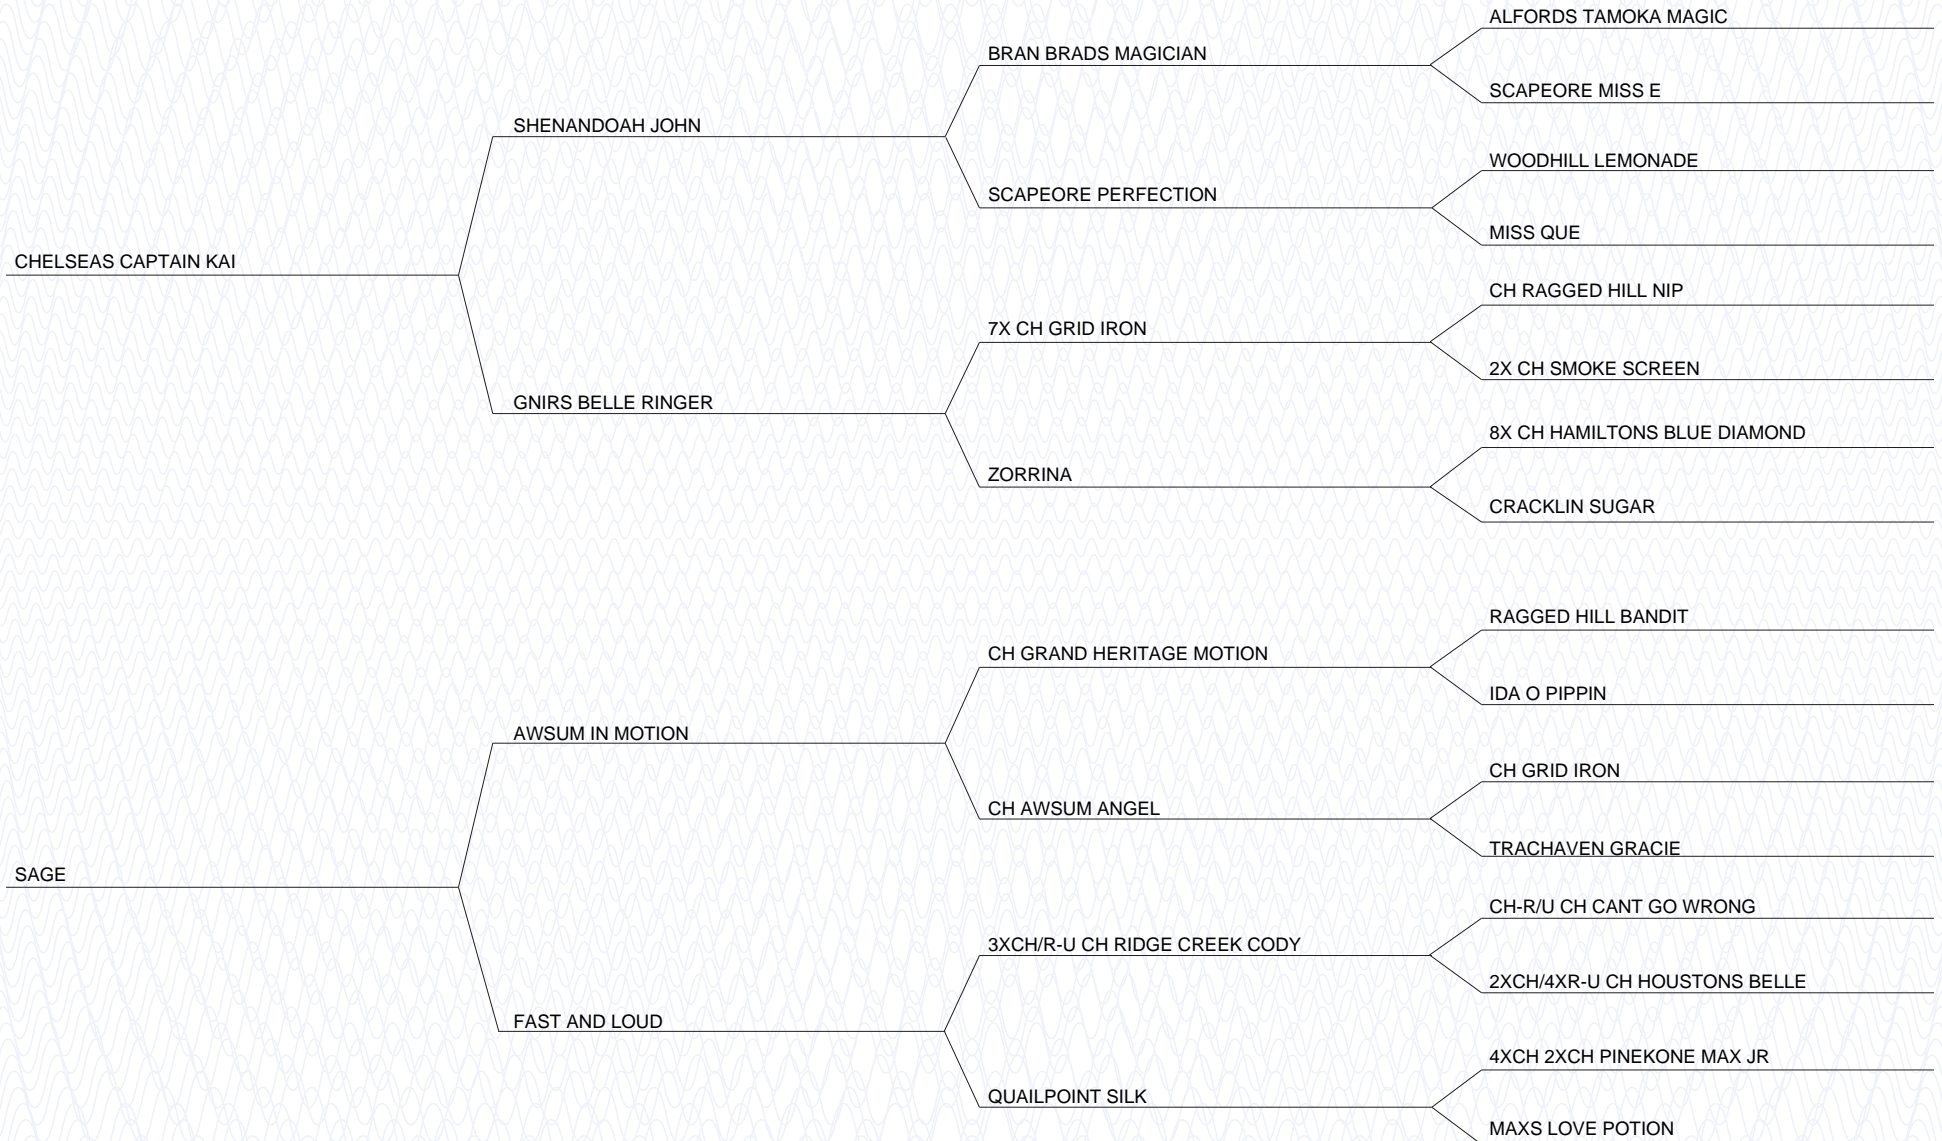 ALFORDS TAMOKA MAGIC
BRAN BRADS MAGICIAN
SCAPEORE MISS E
SHENANDOAH JOHN
WOODHILL LEMONADE
SCAPEORE PERFECTION
MISS QUE
CHELSEAS CAPTAIN KAI
CH RAGGED HILL NIP
7X CH GRID IRON
2X CH SMOKE SCREEN
GNIRS BELLE RINGER
8X CH HAMILTONS BLUE DIAMOND
ZORRINA
CRACKLIN SUGAR
RAGGED HILL BANDIT
CH GRAND HERITAGE MOTION
IDA O PIPPIN
AWSUM IN MOTION
CH GRID IRON
CH AWSUM ANGEL
TRACHAVEN GRACIE
SAGE
CH-R/U CH CANT GO WRONG
3XCH/R-U CH RIDGE CREEK CODY
2XCH/4XR-U CH HOUSTONS BELLE
FAST AND LOUD
4XCH 2XCH PINEKONE MAX JR
QUAILPOINT SILK
MAXS LOVE POTION